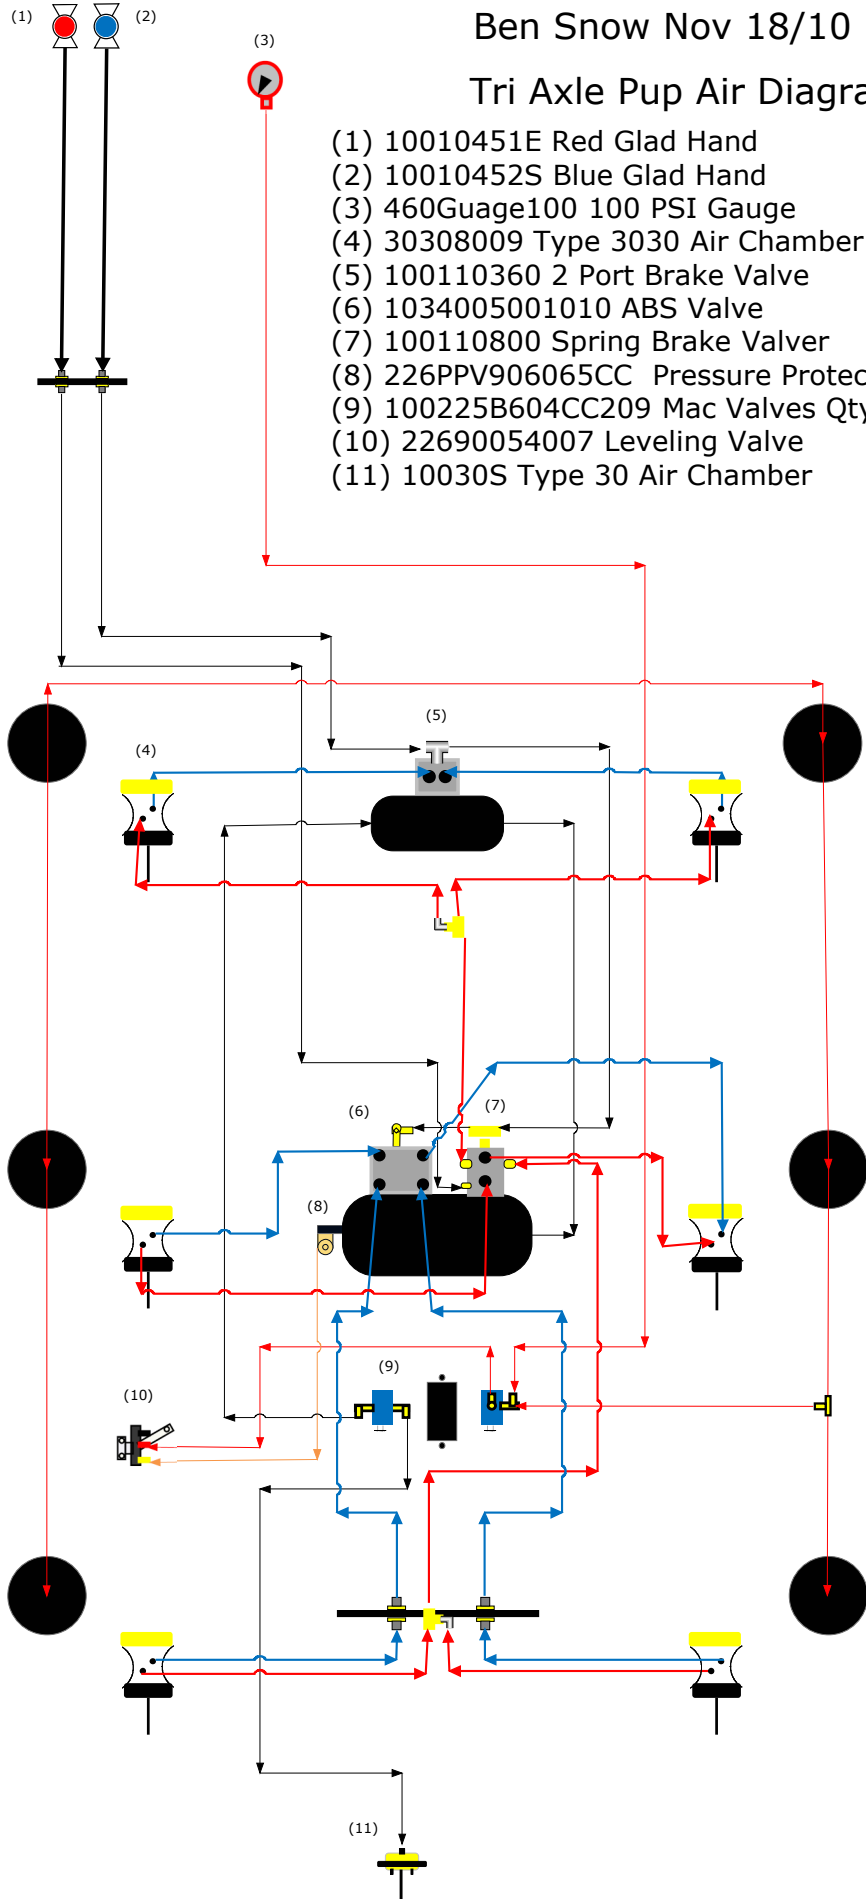 (1)
(2)
Ben Snow Nov 18/10
(3)
Tri Axle Pup Air Diagra
(1) 10010451E Red Glad Hand
(2) 10010452S Blue Glad Hand
(3) 460Guage100 100 PSI Gauge
(4) 30308009 Type 3030 Air Chamber
(5) 100110360 2 Port Brake Valve
(6) 1034005001010 ABS Valve
(7) 100110800 Spring Brake Valver
(8) 226PPV906065CC Pressure Protec
(9) 100225B604CC209 Mac Valves Qty
(10) 22690054007 Leveling Valve
(11) 10030S Type 30 Air Chamber
(5)
(4)
(6)
(7)
(8)
(9)
(10)
(11)